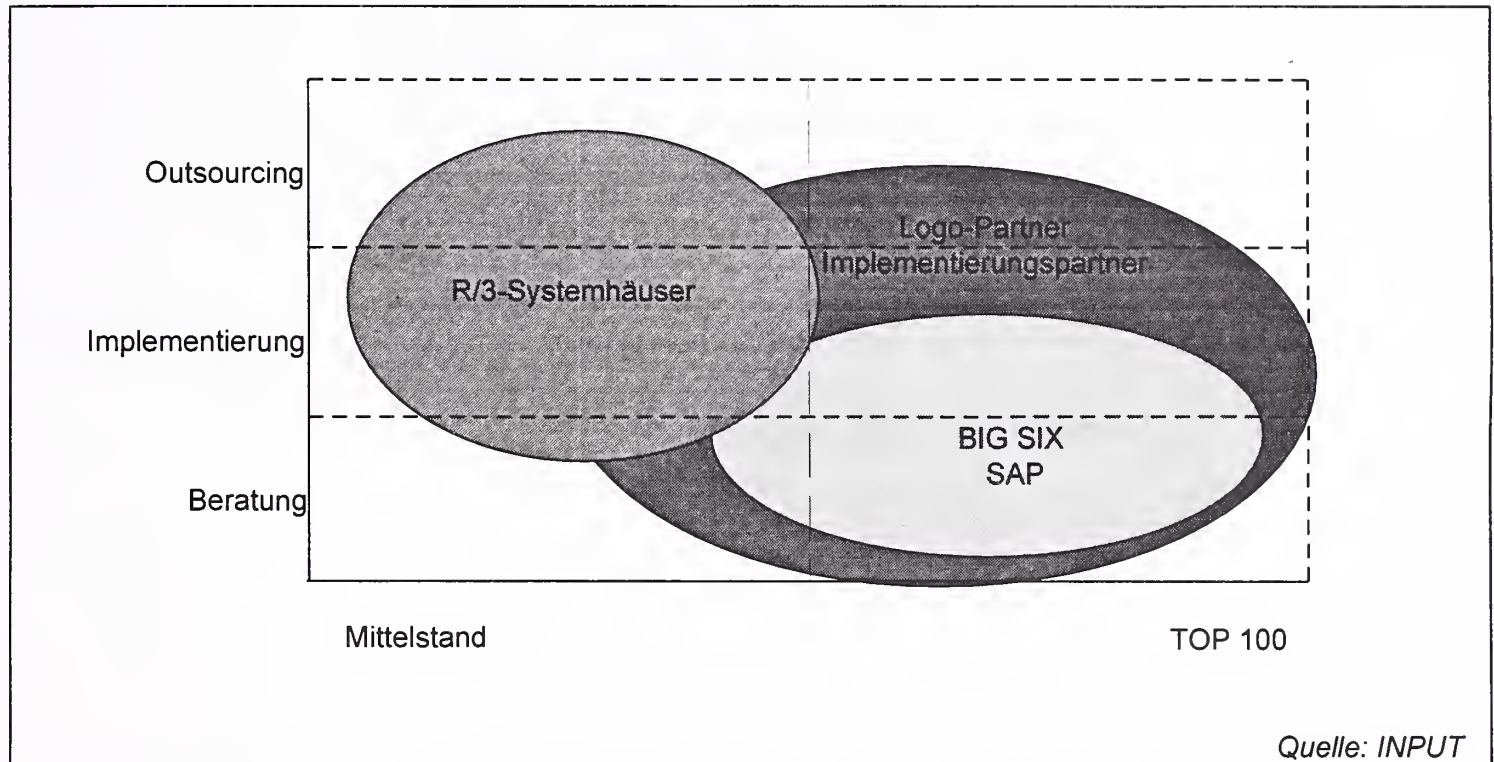 Outsourcing
Logo-Partner
Implementierungspartner
R/3-Systemhäuser
Implementierung
BIG SIX
SAP
Beratung
Mittelstand
TOP 100
Quelle: INPUT